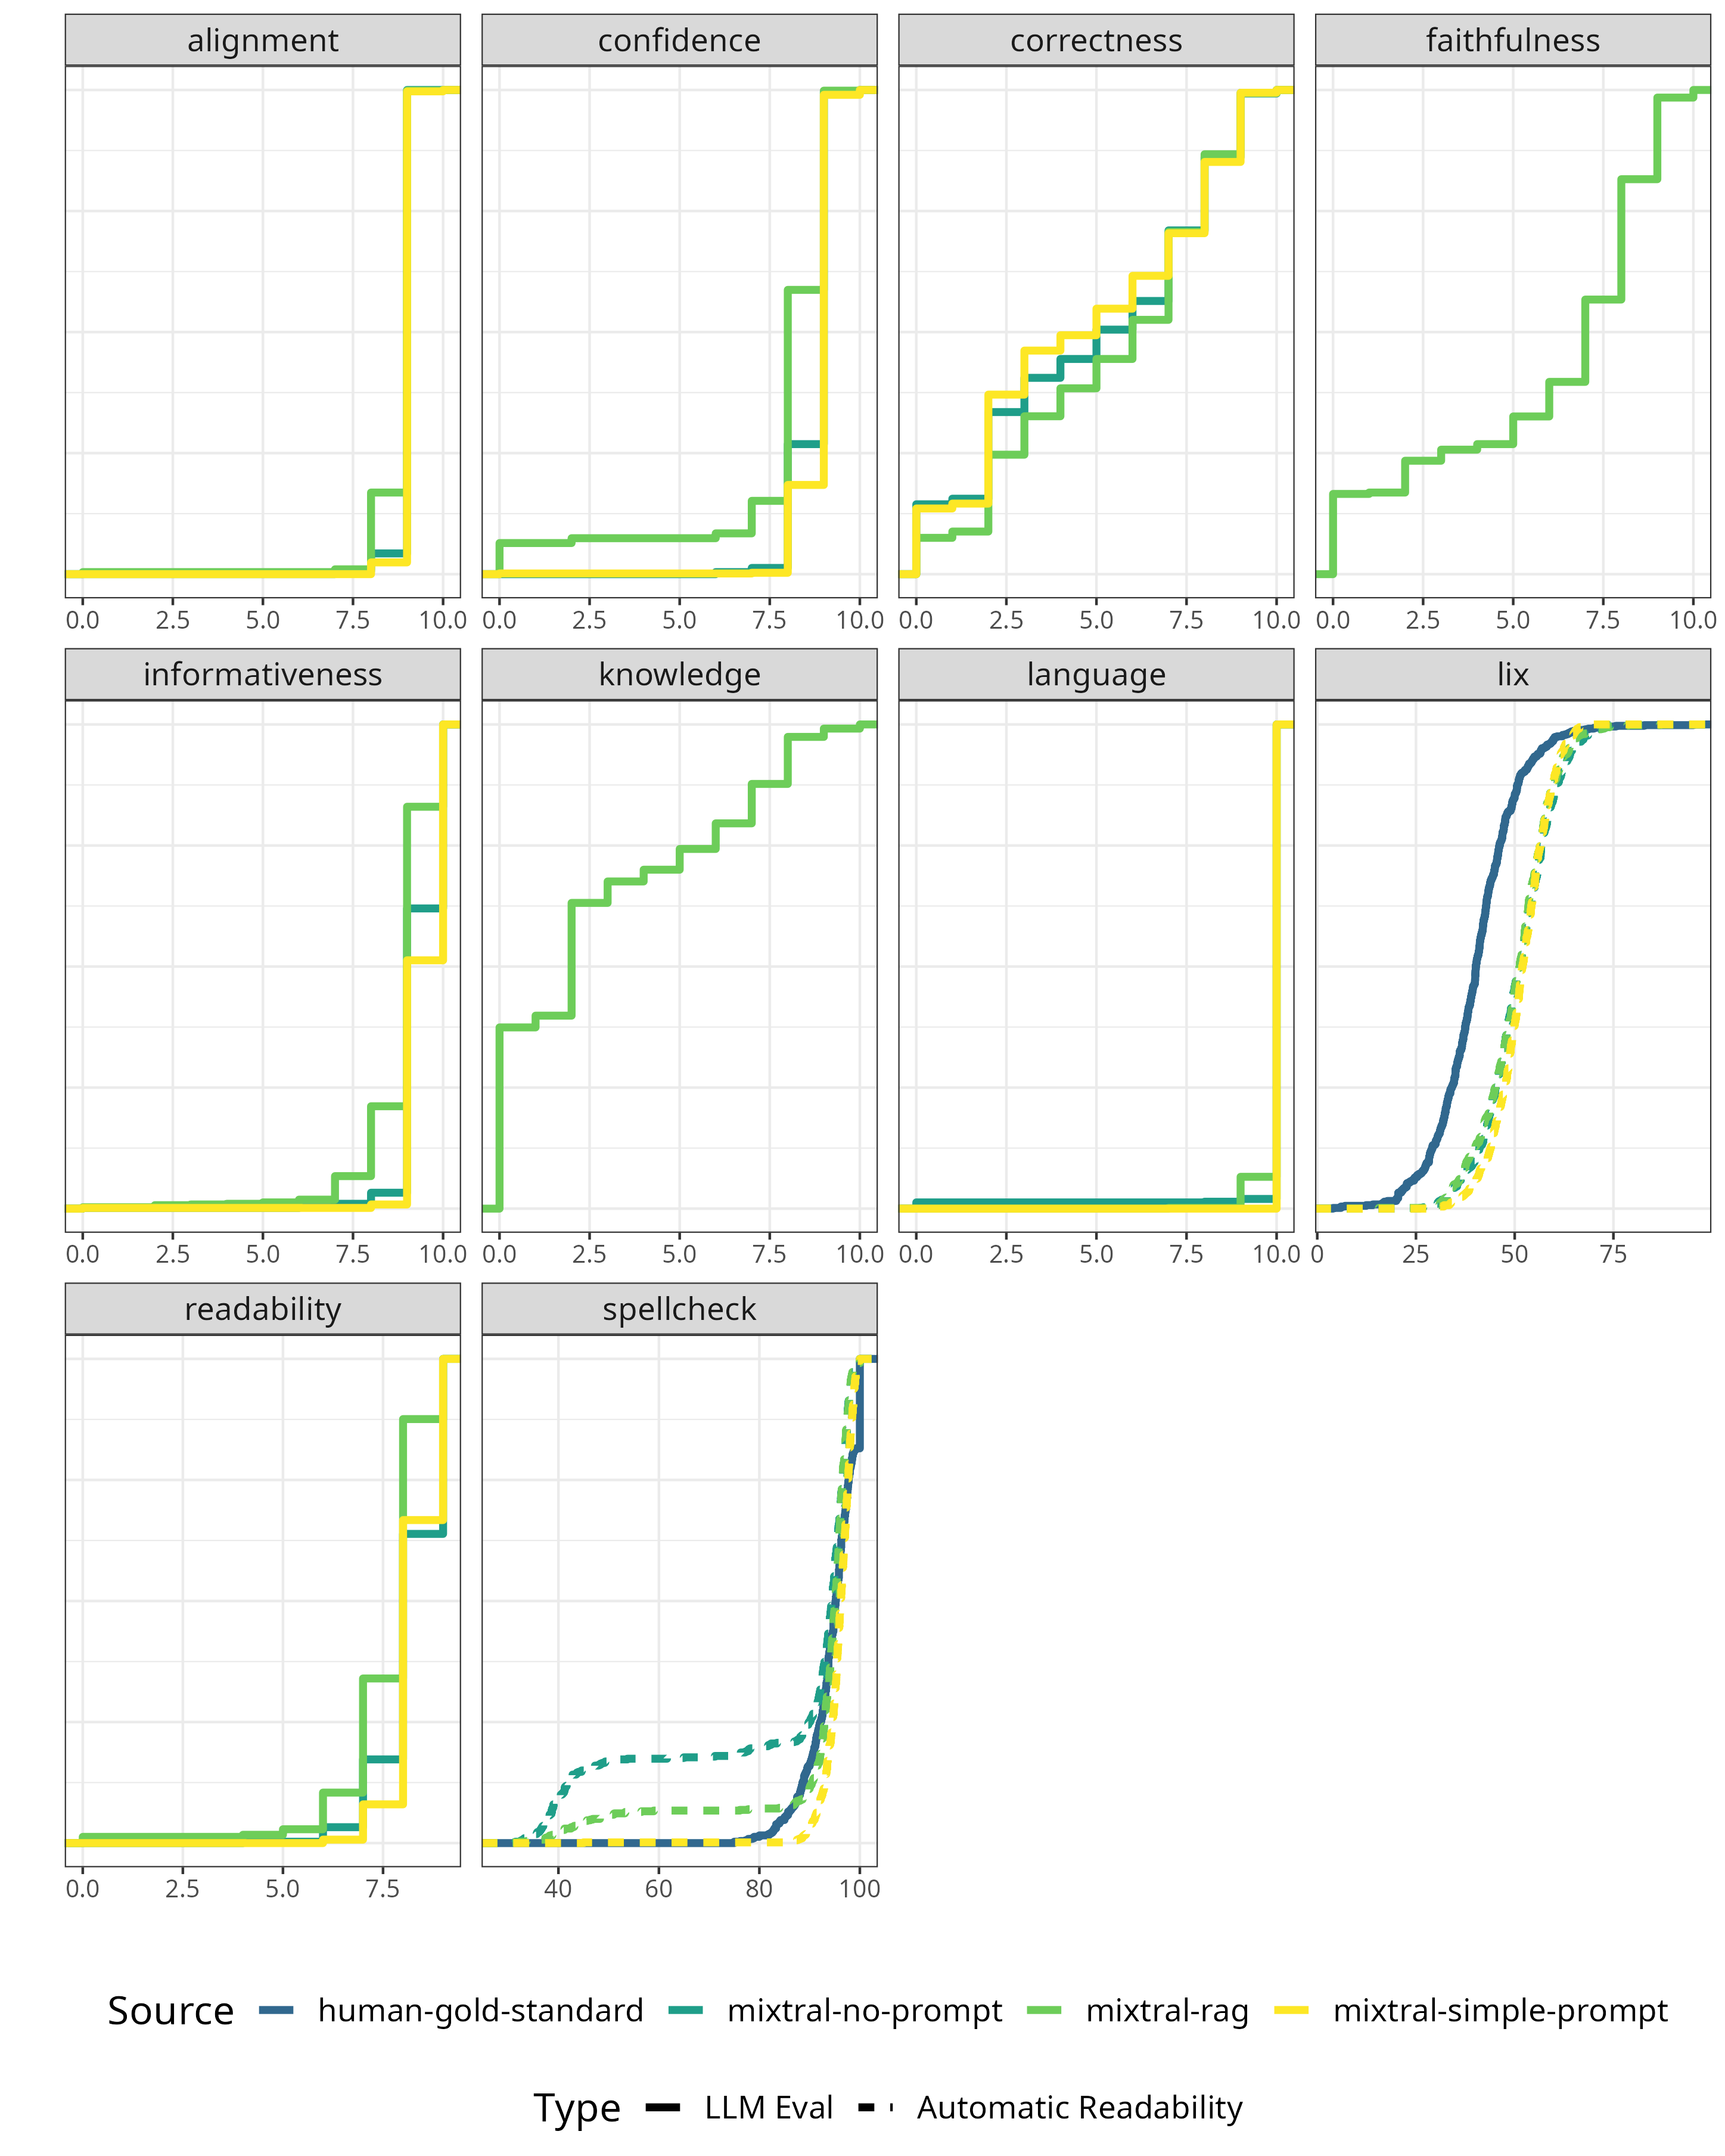 alignment confidence correctness faithfulness
0.0 2.5 5.0 7.5 10.0 0.0 2.5 5.0 7.5 10.0 0.0 2.5 5.0 7.5 10.0 0.0 2.5 5.0 7.5 10.0
informativeness knowledge language lix
0.0 2.5 5.0 7.5 10.0 0.0 2.5 5.0 7.5 10.0 0.0 2.5 5.0 7.5 10.0 0 25 50 75
readability spellcheck
0.0 2.5 5.0 7.5 40 60 80 100
Source human-gold-standard mixtral-no-prompt mixtral-rag mixtral-simple-prompt
Type LLM Eval Automatic Readability